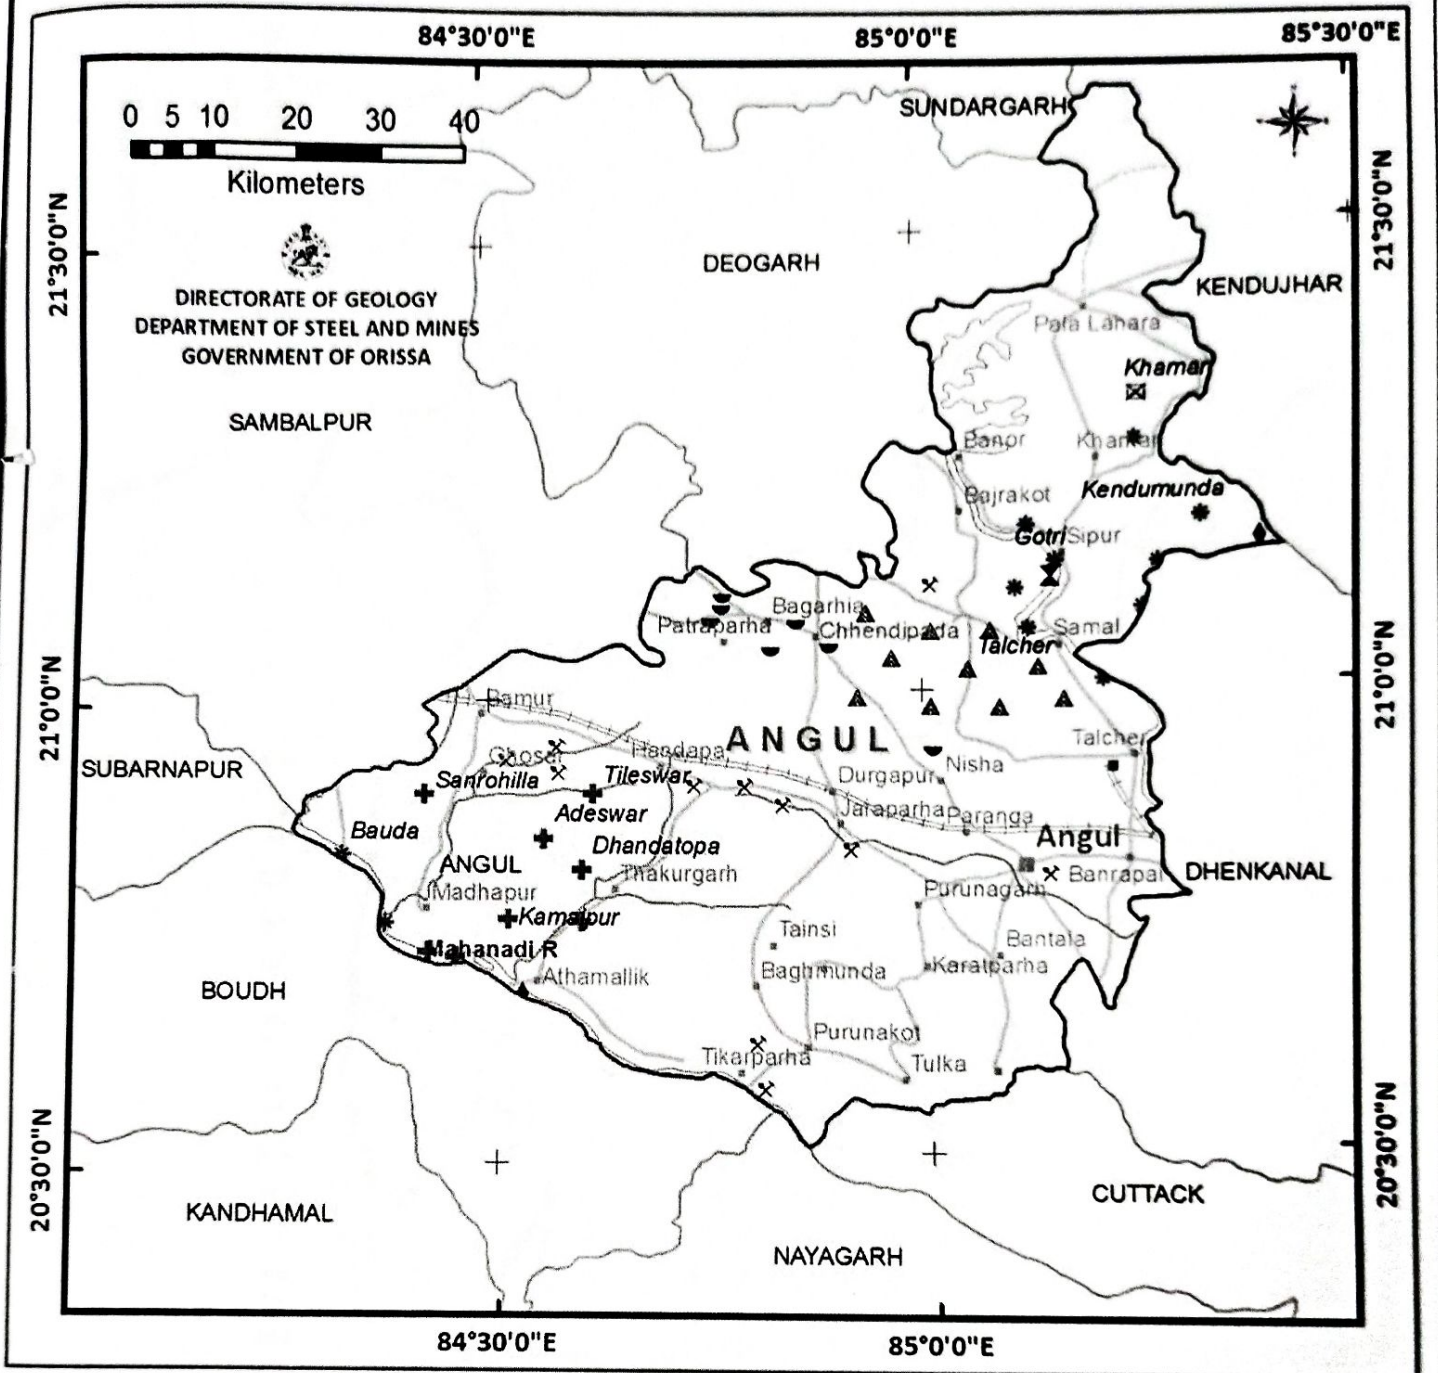 84°30'0"E 85°0'0"E 85°30'0"E
SUNDARGARH
0 5 10 20 30 40
Kilometers
21°30'0"N
21°30'0"N
DEOGARH
KENDUJHAR
DIRECTORATE OF GEOLOGY
DEPARTMENT OF STEEL AND MINES
GOVERNMENT OF ORISSA
Pala Lahara
Khamar
SAMBALPUR
Banor
Khamar
Kendumunda
Bajrakot
Gotri
Sipur
Bagarhia
Patraparha
Chhendipada
Samal
Talcher
21°0'0"N
21°0'0"N
Bamur
ANGUL
Talcher
Ghosar
Handapa
Nisha
SUBARNAPUR
Sanrohilla
Tileswar
Durgapur
Adeswar
Jaraparha
Paranga
Bauda
Dhandatopa
Angul
ANGUL
Thakurgarh
Banrapal
DHENKANAL
Madhapur
Purunagarh
Kamalpur
Tainsi
Mahanadi R
Bantala
Athamallik
Baghmunda
Karatparha
BOUDH
Purunakot
Tikarparha
Tulka
20°30'0"N
20°30'0"N
KANDHAMAL
CUTTACK
NAYAGARH
84°30'0"E 85°0'0"E